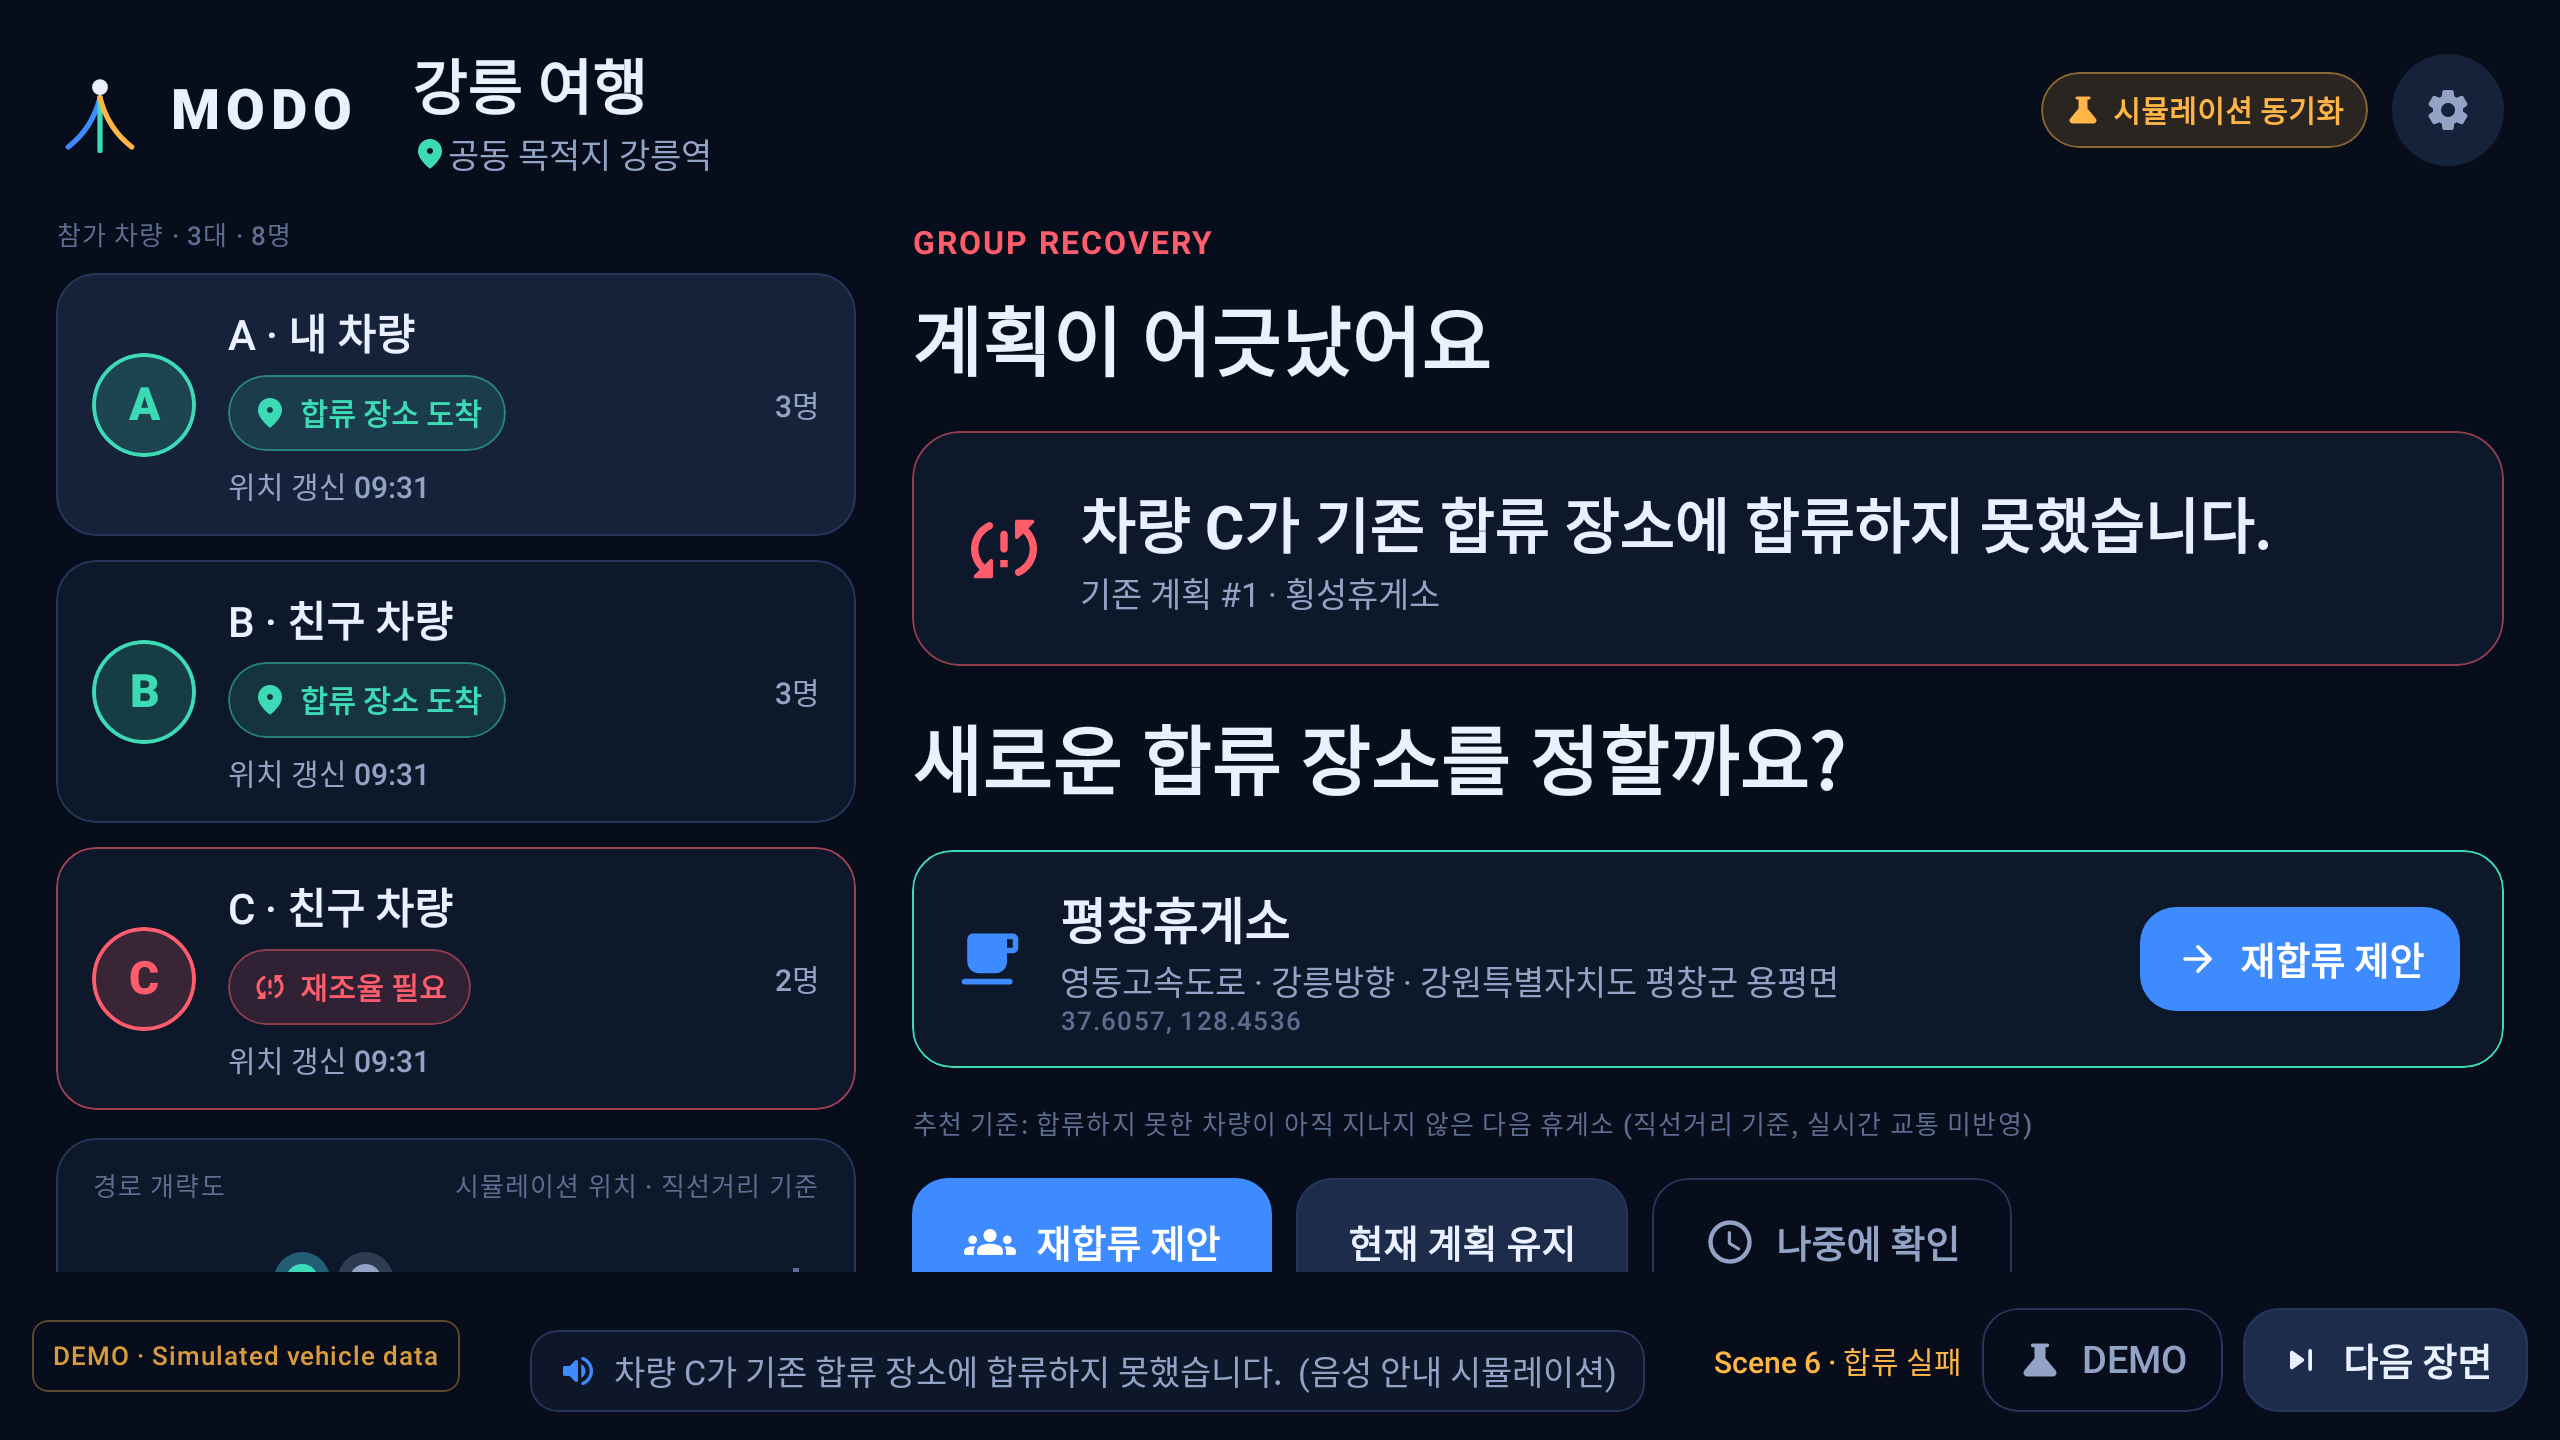 MODO
강릉 여행
공동 목적지 강릉역
시뮬레이션 동기화
참가 차량 · 3대 · 8명
A
A · 내 차량
합류 장소 도착
위치 갱신 09:31
3명
B
B · 친구 차량
합류 장소 도착
위치 갱신 09:31
3명
C
C · 친구 차량
재조율 필요
위치 갱신 09:31
2명
경로 개략도
시뮬레이션 위치 · 직선거리 기준
GROUP RECOVERY
계획이 어긋났어요
차량 C가 기존 합류 장소에 합류하지 못했습니다.
기존 계획 #1 · 횡성휴게소
새로운 합류 장소를 정할까요?
평창휴게소
영동고속도로 · 강릉방향 · 강원특별자치도 평창군 용평면
37.6057, 128.4536
재합류 제안
추천 기준: 합류하지 못한 차량이 아직 지나지 않은 다음 휴게소 (직선거리 기준, 실시간 교통 미반영)
재합류 제안
현재 계획 유지
나중에 확인
DEMO · Simulated vehicle data
차량 C가 기존 합류 장소에 합류하지 못했습니다. (음성 안내 시뮬레이션)
Scene 6 · 합류 실패
DEMO
다음 장면